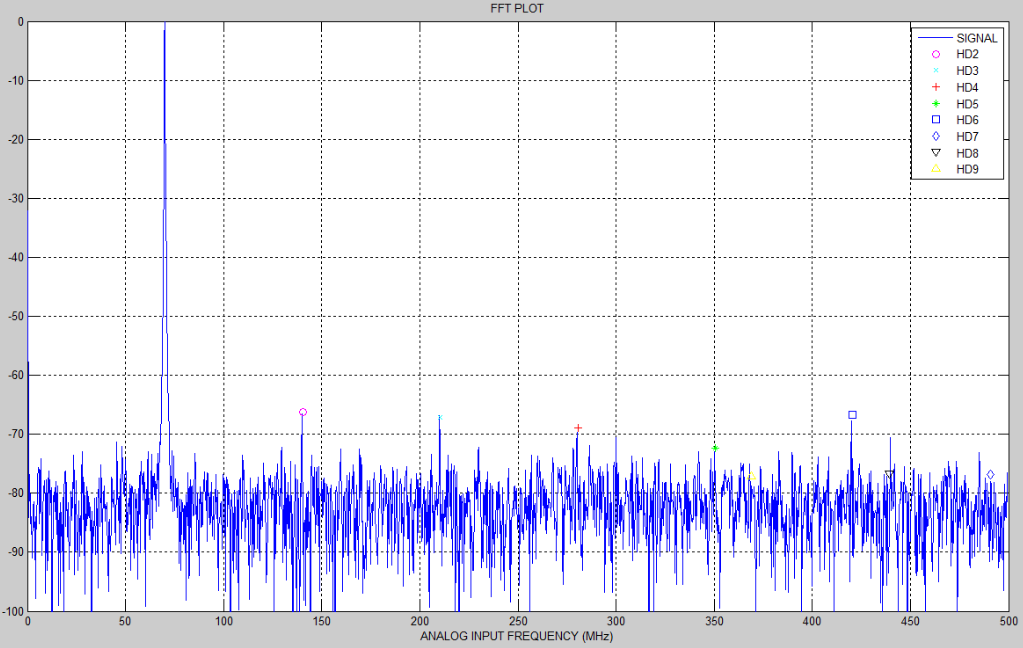 FFT PLOT
0
-10
-20
-30
-40
-50
-60
-70
-80
-90
-100
SIGNAL
HD2
HD3
HD4
HD5
HD6
HD7
HD8
HD9
0 50 100 150 200 250 300 350 400 450 500
ANALOG INPUT FREQUENCY (MHz)